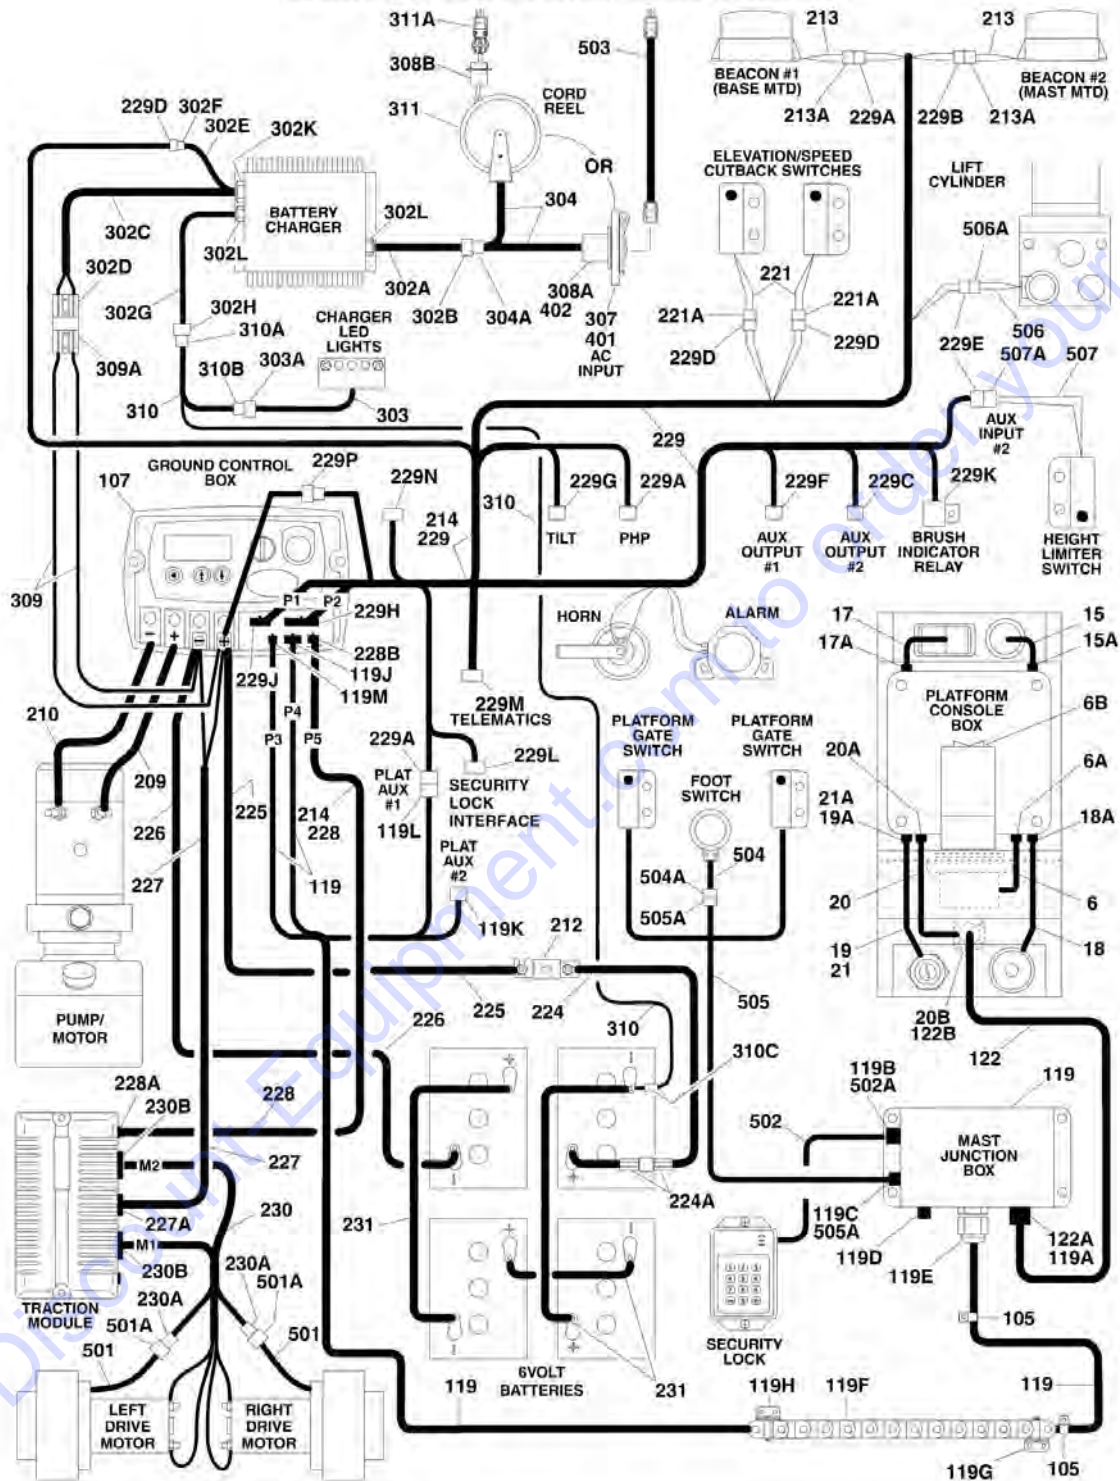 311A
308B
311
CORD
REEL
503
213
213
BEACON #1
(BASE MTD)
BEACON #2
(MAST MTD)
213A
229A
229B
213A
229D
302F
302E
302K
BATTERY
CHARGER
302L
304
OR
ELEVATION/SPEED
CUTBACK SWITCHES
LIFT
CYLINDER
506A
302C
302L
302D
302G
302H
310A
302A
302B
304A
308A
402
307
401
AC
INPUT
CHARGER
LED
LIGHTS
221
221A
221A
229D
229D
506
229E
507A
507
309A
310
310B
303A
303
AUX
INPUT
#2
229
107
GROUND CONTROL
BOX
229P
229N
310
229G
229A
229F
229C
229K
214
229
TILT
PHP
AUX
OUTPUT
#1
AUX
OUTPUT
#2
BRUSH
INDICATOR
RELAY
HEIGHT
LIMITER
SWITCH
309
P1
P2
229H
228B
119J
119M
229J
HORN
ALARM
17
17A
15
15A
PLATFORM
CONSOLE
BOX
6B
210
P4
P3
P5
229M
TELEMATICS
PLATFORM
GATE
SWITCH
PLATFORM
GATE
SWITCH
FOOT
SWITCH
20A
6A
209
226
227
225
214
228
119
229A
PLAT
AUX
#1
119L
229L
SECURITY
LOCK
INTERFACE
PLAT
AUX
#2
119K
21A
19A
18A
504
504A
505A
20
6
19
21
18
212
PUMP/
MOTOR
226
225
224
310
505
20B
122B
122
228A
230B
228
310C
119B
502A
119
502
MAST
JUNCTION
BOX
M2
227
227A
230
231
224A
119C
505A
119D
122A
119A
119E
M1
230B
230A
501A
230A
TRACTION
MODULE
501A
501
501
SECURITY
LOCK
105
6VOLT
BATTERIES
231
119
119H
119F
119
LEFT
DRIVE
MOTOR
RIGHT
DRIVE
MOTOR
119G
105
Discount-Equipment.com to order your